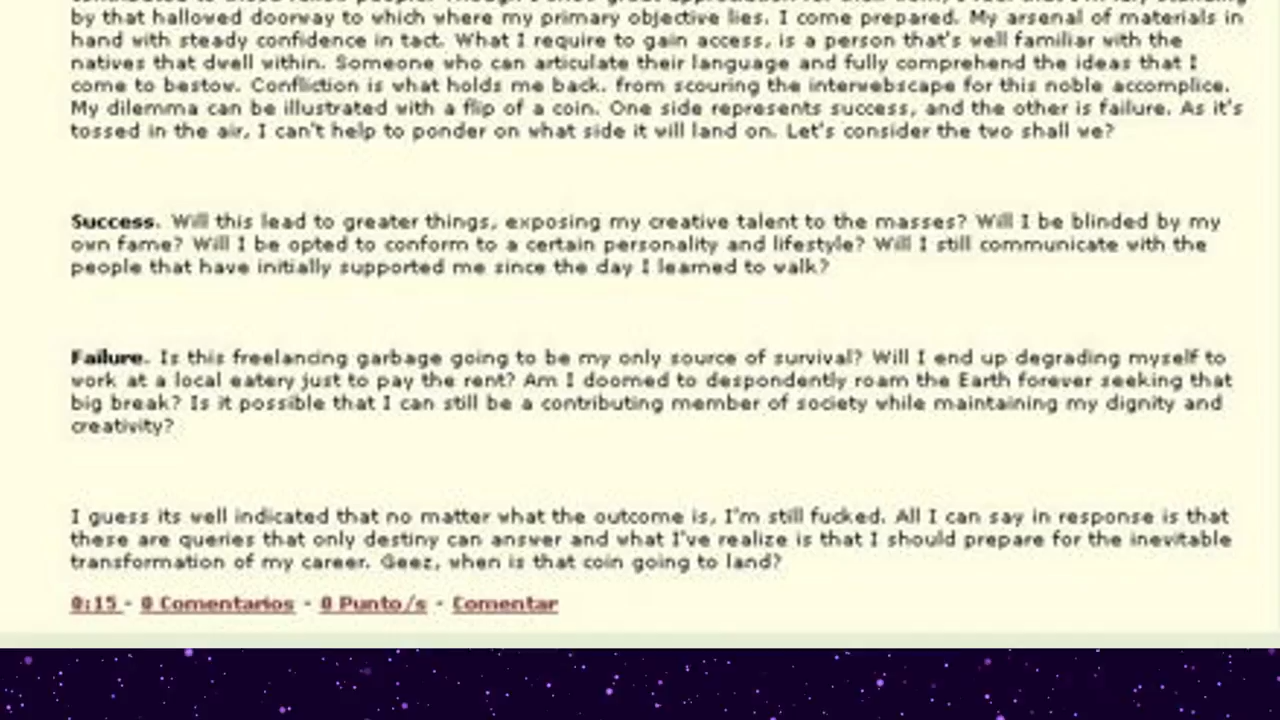 by that hallowed doorway to which where my primary objective lies. I come prepared. My arsenal of materials in
hand with steady confidence in tact. What I require to gain access, is a person that's well familiar with the
natives that dwell within. Someone who can articulate their language and fully comprehend the ideas that I
come to bestow. Confliction is what holds me back. from scouring the interwebscape for this noble accomplice.
My dilemma can be illustrated with a flip of a coin. One side represents success, and the other is failure. As it's
tossed in the air, I can't help to ponder on what side it will land on. Let's consider the two shall we?
Success. Will this lead to greater things, exposing my creative talent to the masses? Will I be blinded by my
own fame? Will I be opted to conform to a certain personality and lifestyle? Will I still communicate with the
people that have initially supported me since the day I learned to walk?
Failure. Is this freelancing garbage going to be my only source of survival? Will I end up degrading myself to
work at a local eatery just to pay the rent? Am I doomed to despondently roam the Earth forever seeking that
big break? Is it possible that I can still be a contributing member of society while maintaining my dignity and
creativity?
I guess its well indicated that no matter what the outcome is, I'm still fucked. All I can say in response is that
these are queries that only destiny can answer and what I've realize is that I should prepare for the inevitable
transformation of my career. Geez, when is that coin going to land?
0:15 - 0 Comentarios - 0 Punto/s - Comentar